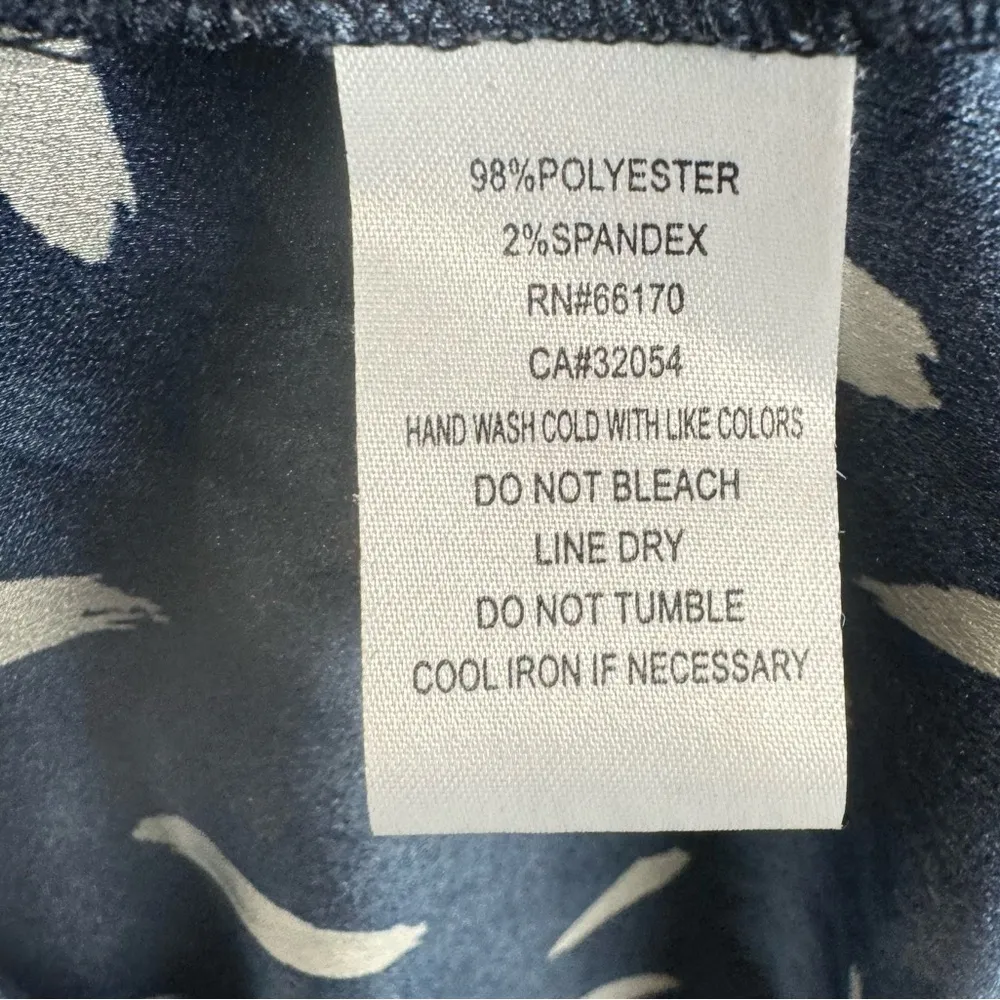 98%POLYESTER
2%SPANDEX
RN#66170
CA#32054
HAND WASH COLD WITH LIKE COLORS
DO NOT BLEACH
LINE DRY
DO NOT TUMBLE
COOL IRON IF NECESSARY